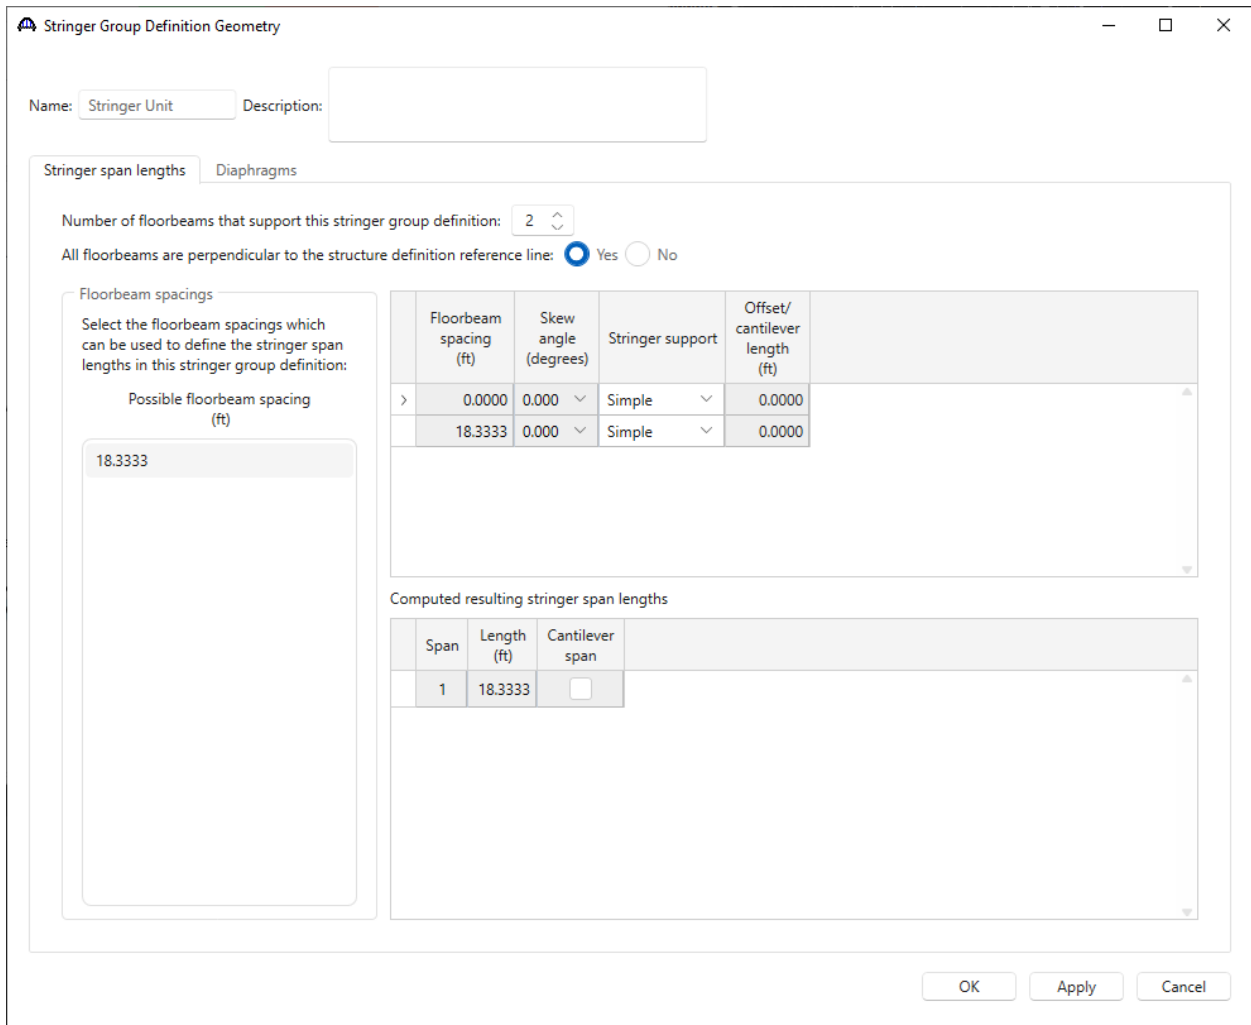 Stringer Group Definition Geometry
Name: Stringer Unit Description:
Stringer span lengths Diaphragms
Number of floorbeams that support this stringer group definition: 2
All floorbeams are perpendicular to the structure definition reference line: Yes No
Floorbeam spacings
Select the floorbeam spacings which
can be used to define the stringer span
lengths in this stringer group definition:
Possible floorbeam spacing
(ft)
18.3333
Floorbeam spacing (ft) Skew angle (degrees) Stringer support Offset/ cantilever length (ft)
0.0000 0.000 Simple 0.0000
18.3333 0.000 Simple 0.0000
Computed resulting stringer span lengths
Span Length (ft) Cantilever span
1 18.3333
OK Apply Cancel